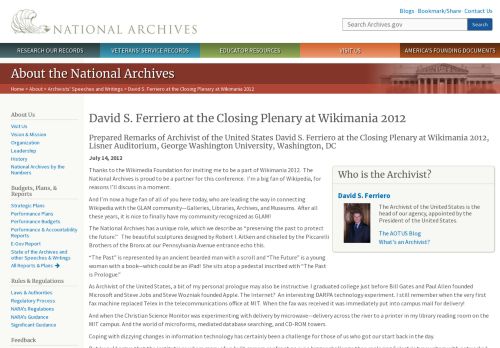 Blogs · Bookmark/Share · Contact Us
NATIONAL ARCHIVES
Search Archives.gov
Search
RESEARCH OUR RECORDS
VETERANS' SERVICE RECORDS
EDUCATOR RESOURCES
VISIT US
AMERICA'S FOUNDING DOCUMENTS
About the National Archives
Home > About > Archivists' Speeches and Writings > David S. Ferriero at the Closing Plenary at Wikimania 2012
About Us
Visit Us
Vision & Mission
Organization
Leadership
History
National Archives by the
Numbers
Budgets, Plans, &
Reports
Strategic Plans
Performance Plans
Performance Budgets
Performance & Accountability
Reports
E-Gov Report
State of the Archives and
other Speeches & Writings
All Reports & Plans
Rules & Regulations
Laws & Authorities
Regulatory Process
NARA's Regulations
NARA's Guidance
Significant Guidance
Feedback
David S. Ferriero at the Closing Plenary at Wikimania 2012
Prepared Remarks of Archivist of the United States David S. Ferriero at the Closing Plenary at Wikimania 2012,
Lisner Auditorium, George Washington University, Washington, DC
July 14, 2012
Thanks to the Wikimedia Foundation for inviting me to be a part of Wikimania 2012. The
National Archives is proud to be a partner for this conference. I'm a big fan of Wikipedia, for
reasons I'll discuss in a moment.
And I'm now a huge fan of all of you here today, who are leading the way in connecting
Wikipedia with the GLAM community—Galleries, Libraries, Archives, and Museums. After all
these years, it is nice to finally have my community recognized as GLAM!
The National Archives has a unique role, which we describe as "preserving the past to protect
the future." The beautiful sculptures designed by Robert I. Aitken and chiseled by the Piccarelli
Brothers of the Bronx at our Pennsylvania Avenue entrance echo this.
"The Past" is represented by an ancient bearded man with a scroll and "The Future" is a young
woman with a book—which could be an iPad! She sits atop a pedestal inscribed with "The Past
is Prologue."
As Archivist of the United States, a bit of my personal prologue may also be instructive. I graduated college just before Bill Gates and Paul Allen founded
Microsoft and Steve Jobs and Steve Wozniak founded Apple. The Internet? An interesting DARPA technology experiment. I still remember when the very first
fax machine replaced Telex in the telecommunications office at MIT. When the fax was received it was immediately put into campus mail for delivery!
And when the Christian Science Monitor was experimenting with delivery by microwave—delivery across the river to a printer in my library reading room on the
MIT campus. And the world of microforms, mediated database searching, and CD-ROM towers.
Coping with dizzying changes in information technology has certainly been a challenge for those of us who got our start back in the day.
Who is the Archivist?
David S. Ferriero
The Archivist of the United States is the
head of our agency, appointed by the
President of the United States.
The AOTUS Blog
What's an Archivist?